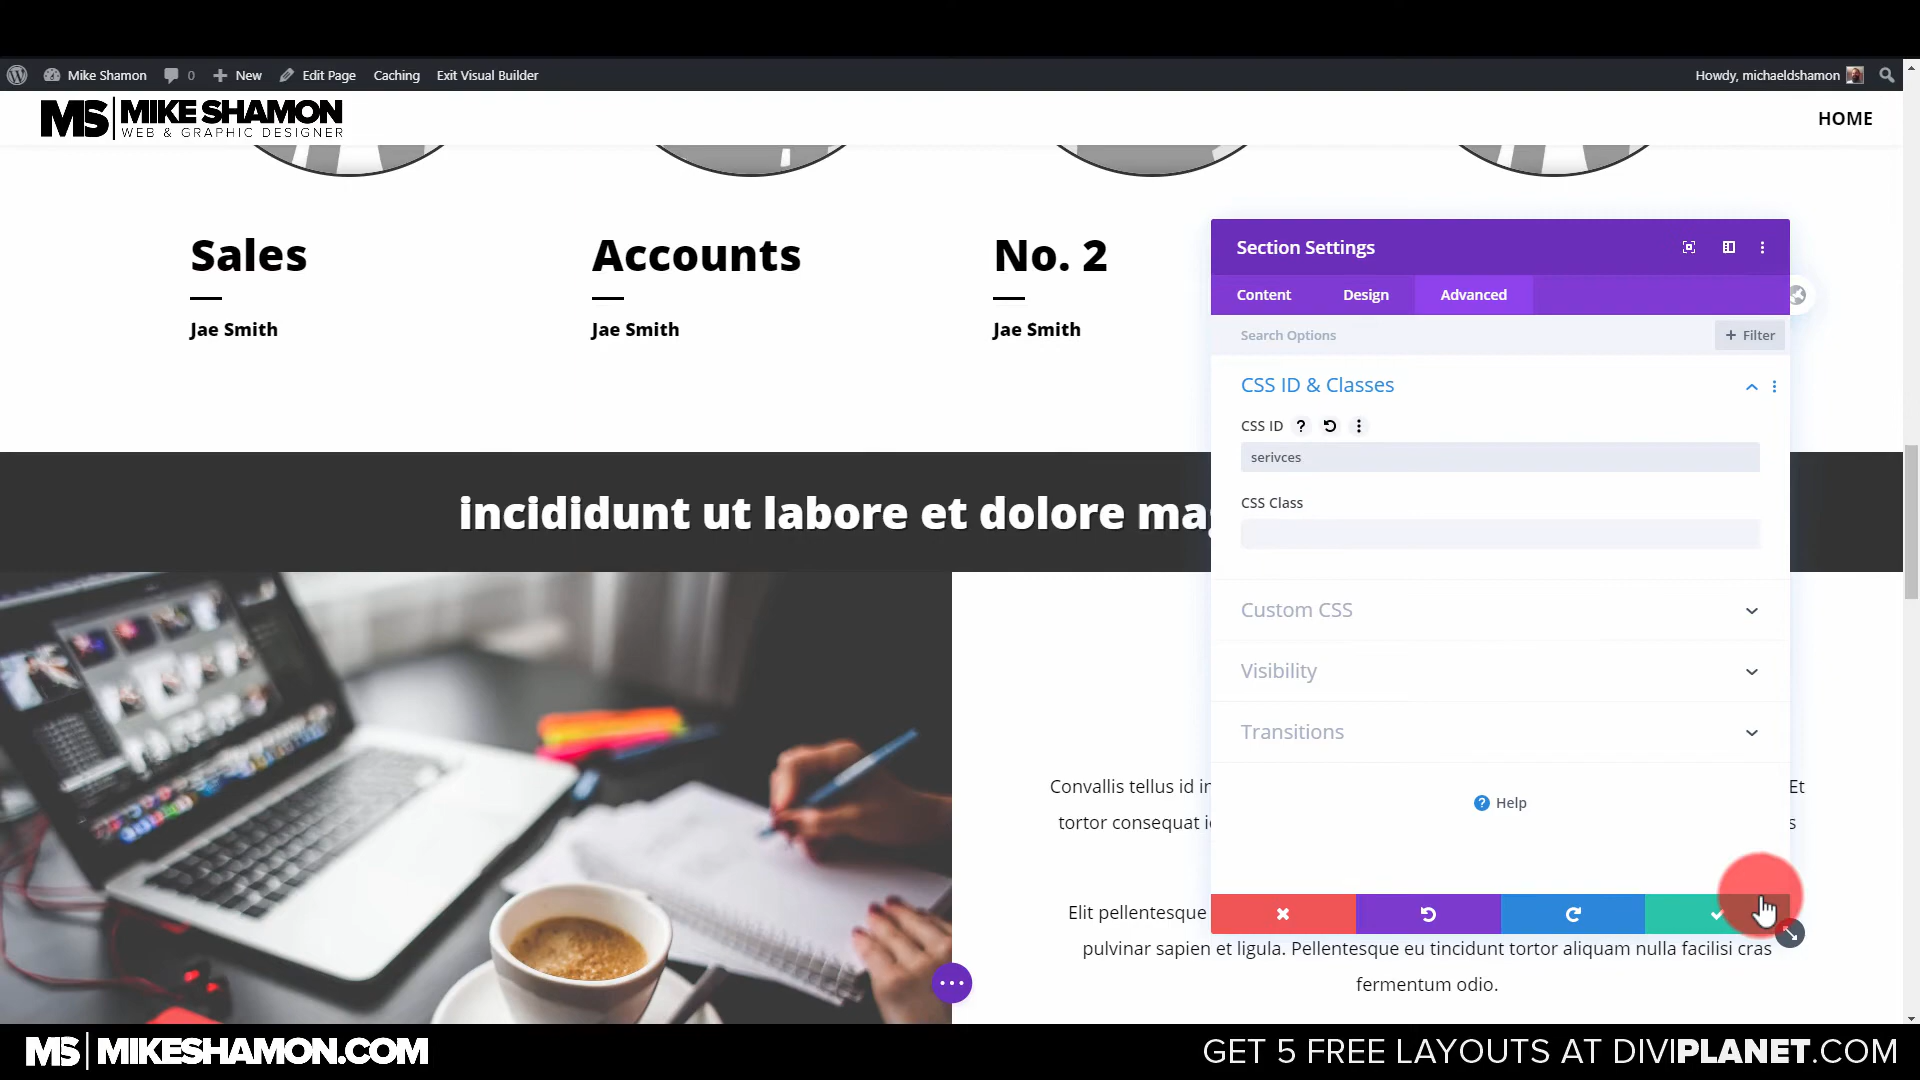 Mike Shamon 0 New Edit Page Caching Exit Visual Builder Howdy, michaeldshamon
MS MIKE SHAMON
WEB & GRAPHIC DESIGNER
HOME
Sales
Jae Smith
Accounts
Jae Smith
No. 2
Jae Smith
Section Settings
Content Design Advanced
Search Options + Filter
CSS ID & Classes
CSS ID ?
serivces
CSS Class
Custom CSS
Visibility
Transitions
? Help
incididunt ut labore et dolore
Convallis tellus id Et
tortor consequat
Elit pellentesque
pulvinar sapien et ligula. Pellentesque eu tincidunt tortor aliquam nulla facilisi cras
fermentum odio.
MS MIKESHAMON.COM
GET 5 FREE LAYOUTS AT DIVIPLANET.COM